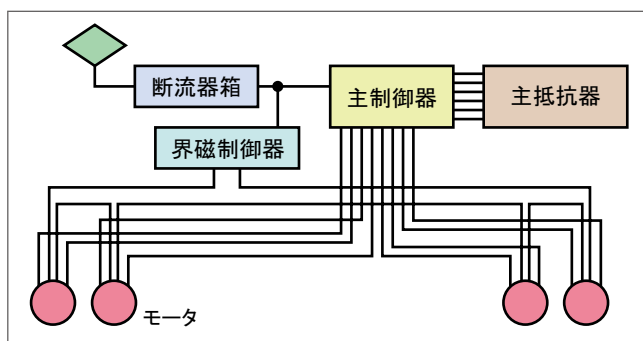 断流器箱
主制御器
主抵抗器
界磁制御器
モータ